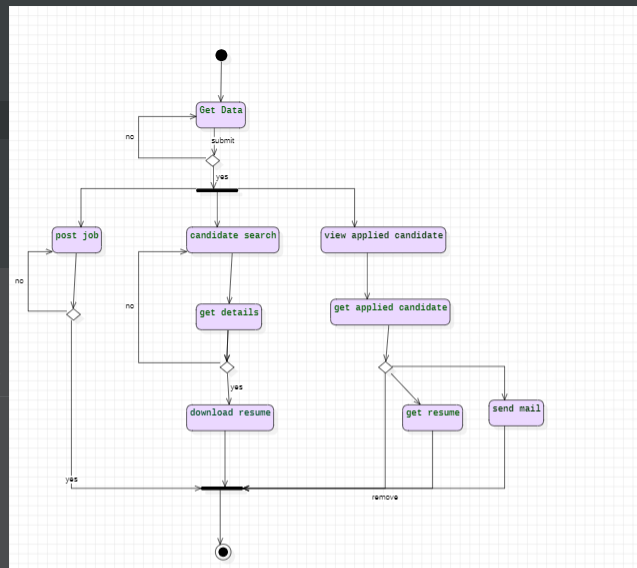 Get Data
no
submit
yes
post job
candidate search
view applied candidate
no
no
get details
get applied candidate
yes
download resume
get resume
send mail
yes
remove